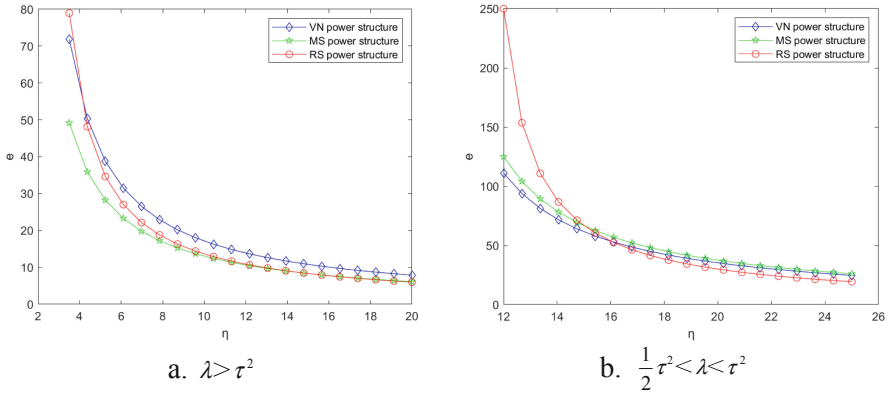 80
70
60
50
40
30
20
10
0
e
2 4 6 8 10 12 14 16 18 20
η
VN power structure
MS power structure
RS power structure
a. λ>τ²
250
200
150
100
50
0
e
12 14 16 18 20 22 24 26
η
VN power structure
MS power structure
RS power structure
b. 1/2 τ²<λ<τ²